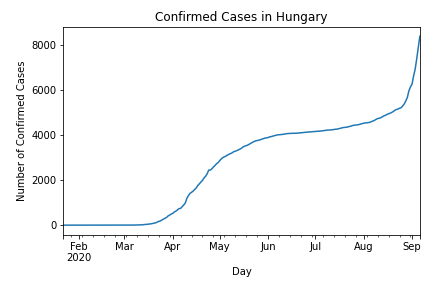 Confirmed Cases in Hungary
Number of Confirmed Cases
8000
6000
4000
2000
0
Feb Mar Apr May Jun Jul Aug Sep
2020
Day